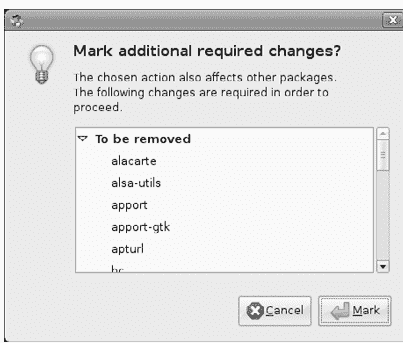 Mark additional required changes?
The chosen action also affects other packages.
The following changes are required in order to
proceed.
To be removed
alacarte
alsa-utils
apport
apport-gtk
apturl
Cancel
Mark